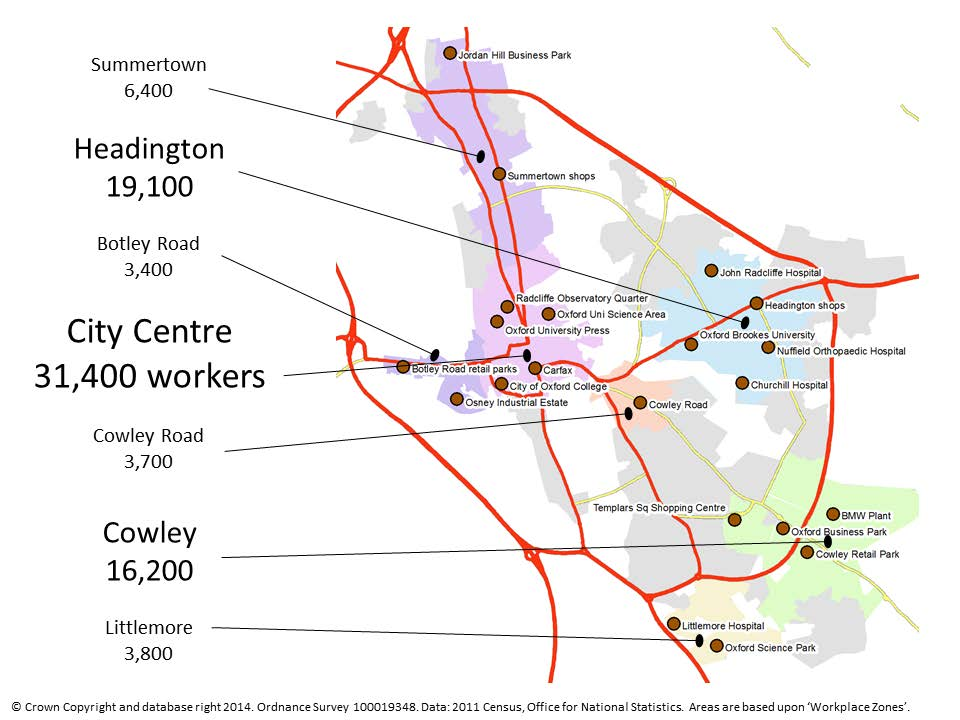 Summertown
6,400
Headington
19,100
Botley Road
3,400
City Centre
31,400 workers
Cowley Road
3,700
Cowley
16,200
Littlemore
3,800
Jordan Hill Business Park
Summertown shops
John Radcliffe Hospital
Radcliffe Observatory Quarter
Headington shops
Oxford Uni Science Area
Oxford University Press
Oxford Brookes University
Nuffield Orthopaedic Hospital
Botley Road retail parks
Carfax
City of Oxford College
Churchill Hospital
Osney Industrial Estate
Cowley Road
Templars Sq Shopping Centre
BMW Plant
Oxford Business Park
Cowley Retail Park
Littlemore Hospital
Oxford Science Park
© Crown Copyright and database right 2014. Ordnance Survey 100019348. Data: 2011 Census, Office for National Statistics. Areas are based upon ‘Workplace Zones’.